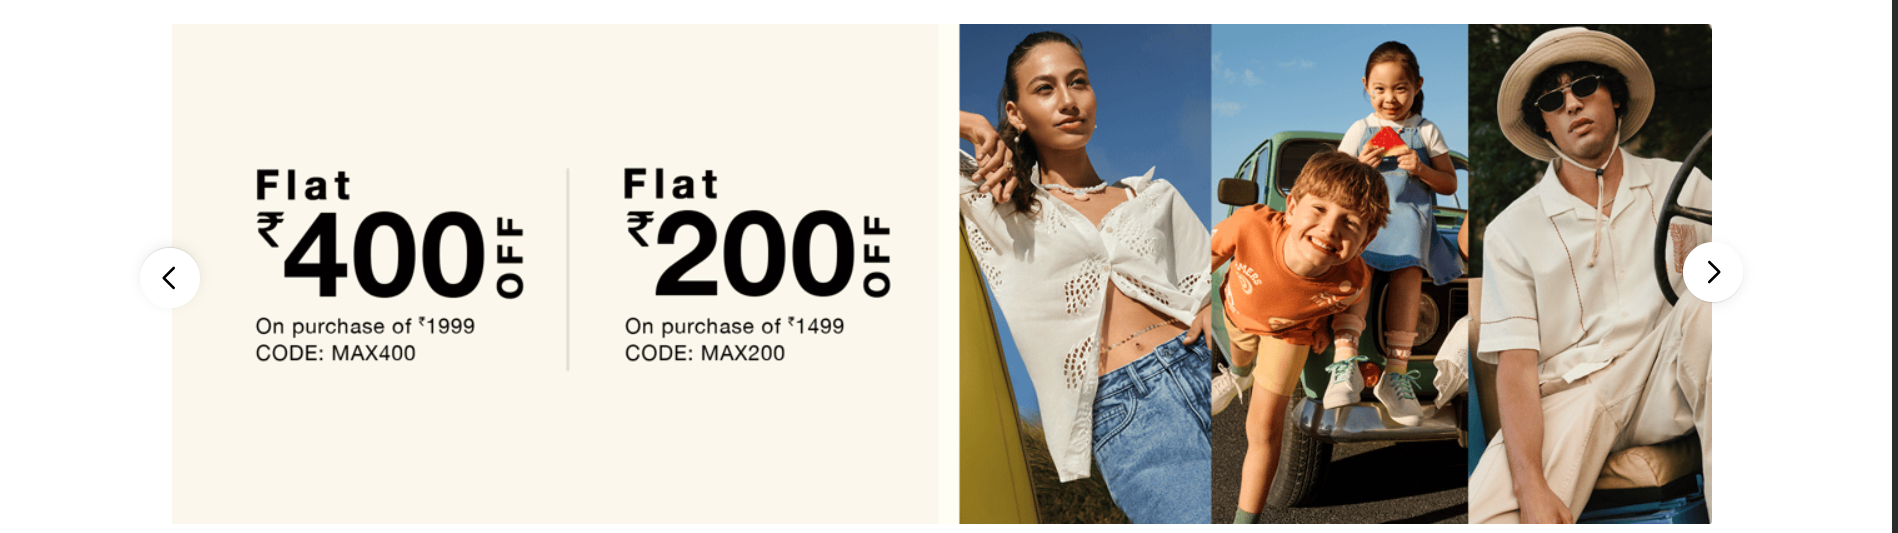 Flat
₹400 OFF
On purchase of ₹1999
CODE: MAX400
Flat
₹200 OFF
On purchase of ₹1499
CODE: MAX200